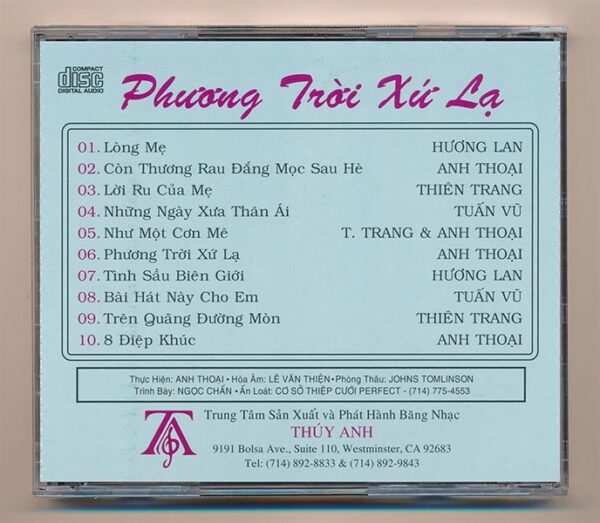 COMPACT
disc
DIGITAL AUDIO
Phương Trời Xứ Lạ
01. Lòng Mẹ HƯƠNG LAN
02. Còn Thương Rau Đắng Mọc Sau Hè ANH THOẠI
03. Lời Ru Của Mẹ THIÊN TRANG
04. Những Ngày Xưa Thân Ái TUẤN VŨ
05. Như Một Cơn Mê T. TRANG & ANH THOẠI
06. Phương Trời Xứ Lạ ANH THOẠI
07. Tình Sầu Biên Giới HƯƠNG LAN
08. Bài Hát Này Cho Em TUẤN VŨ
09. Trên Quãng Đường Mòn THIÊN TRANG
10. 8 Điệp Khúc ANH THOẠI
Thực Hiện: ANH THOẠI • Hòa Âm: LÊ VĂN THIỆN • Phòng Thâu: JOHNS TOMLINSON
Trình Bày: NGỌC CHẤN • Ấn Loát: CƠ SỞ THIỆP CƯỚI PERFECT - (714) 775-4553
TA
Trung Tâm Sản Xuất và Phát Hành Băng Nhạc
THÚY ANH
9191 Bolsa Ave., Suite 110, Westminster, CA 92683
Tel: (714) 892-8833 & (714) 892-9843